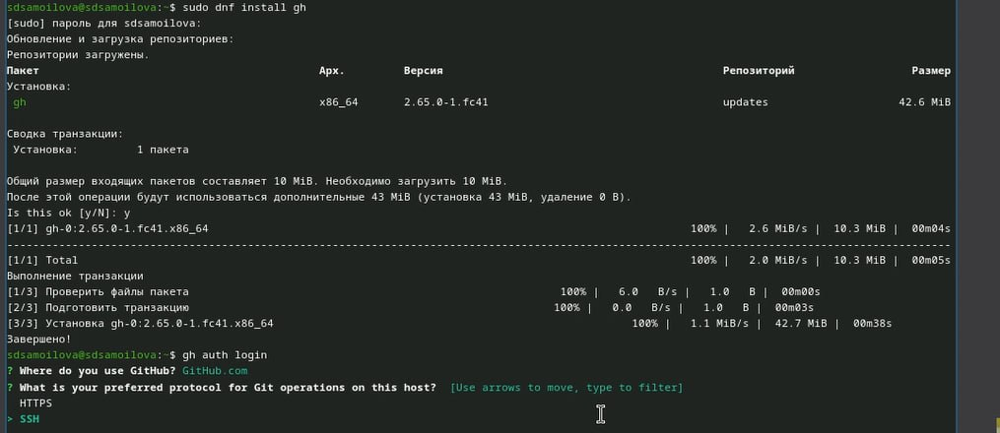 sdsamoilova@sdsamoilova:~$ sudo dnf install gh
[sudo] пароль для sdsamoilova:
Обновление и загрузка репозиториев:
Репозитории загружены.
Пакет Арх. Версия Репозиторий Размер
Установка:
gh x86_64 2.65.0-1.fc41 updates 42.6 MiB
Сводка транзакции:
Установка: 1 пакета
Общий размер входящих пакетов составляет 10 MiB. Необходимо загрузить 10 MiB.
После этой операции будут использоваться дополнительные 43 MiB (установка 43 MiB, удаление 0 B).
Is this ok [y/N]: y
[1/1] gh-0:2.65.0-1.fc41.x86_64 100% | 2.6 MiB/s | 10.3 MiB | 00m04s
--------------------------------------------------------------------------------
[1/1] Total 100% | 2.0 MiB/s | 10.3 MiB | 00m05s
Выполнение транзакции
[1/3] Проверить файлы пакета 100% | 6.0 B/s | 1.0 B | 00m00s
[2/3] Подготовить транзакцию 100% | 0.0 B/s | 1.0 B | 00m03s
[3/3] Установка gh-0:2.65.0-1.fc41.x86_64 100% | 1.1 MiB/s | 42.7 MiB | 00m38s
Завершено!
sdsamoilova@sdsamoilova:~$ gh auth login
? Where do you use GitHub? GitHub.com
? What is your preferred protocol for Git operations on this host? [Use arrows to move, type to filter]
HTTPS
> SSH